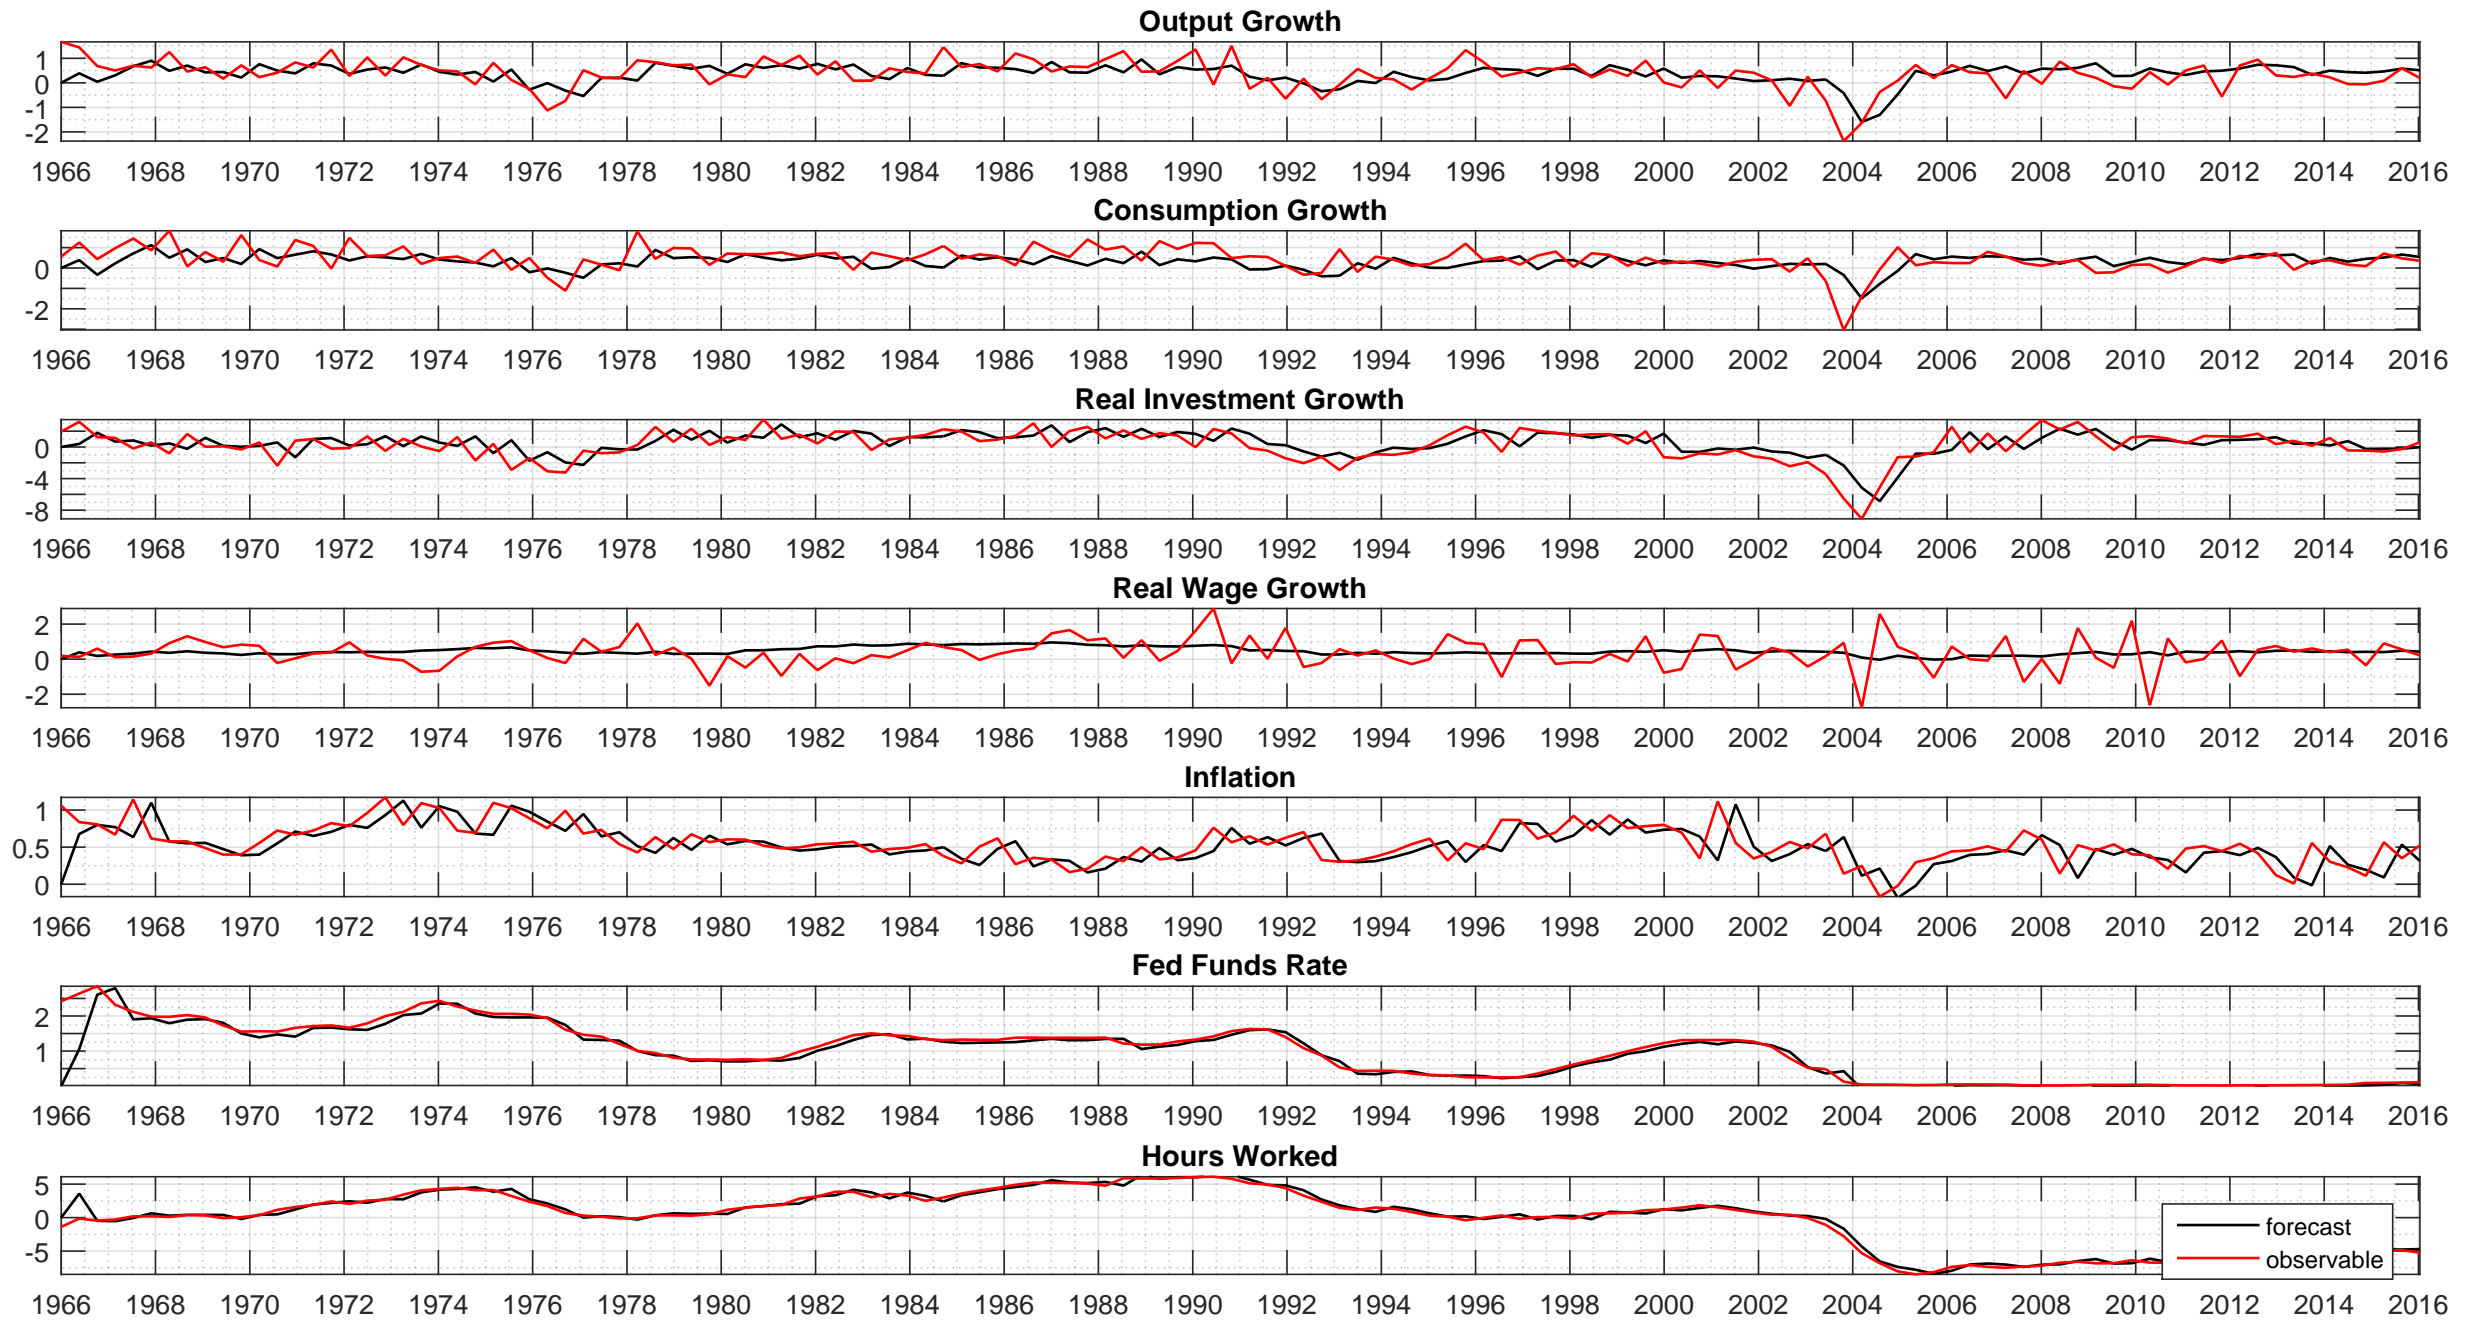 Output Growth
1
0
-1
-2
1966 1968 1970 1972 1974 1976 1978 1980 1982 1984 1986 1988 1990 1992 1994 1996 1998 2000 2002 2004 2006 2008 2010 2012 2014 2016
Consumption Growth
0
-2
1966 1968 1970 1972 1974 1976 1978 1980 1982 1984 1986 1988 1990 1992 1994 1996 1998 2000 2002 2004 2006 2008 2010 2012 2014 2016
Real Investment Growth
0
-4
-8
1966 1968 1970 1972 1974 1976 1978 1980 1982 1984 1986 1988 1990 1992 1994 1996 1998 2000 2002 2004 2006 2008 2010 2012 2014 2016
Real Wage Growth
2
0
-2
1966 1968 1970 1972 1974 1976 1978 1980 1982 1984 1986 1988 1990 1992 1994 1996 1998 2000 2002 2004 2006 2008 2010 2012 2014 2016
Inflation
1
0.5
0
1966 1968 1970 1972 1974 1976 1978 1980 1982 1984 1986 1988 1990 1992 1994 1996 1998 2000 2002 2004 2006 2008 2010 2012 2014 2016
Fed Funds Rate
2
1
1966 1968 1970 1972 1974 1976 1978 1980 1982 1984 1986 1988 1990 1992 1994 1996 1998 2000 2002 2004 2006 2008 2010 2012 2014 2016
Hours Worked
5
0
-5
forecast
observable
1966 1968 1970 1972 1974 1976 1978 1980 1982 1984 1986 1988 1990 1992 1994 1996 1998 2000 2002 2004 2006 2008 2010 2012 2014 2016